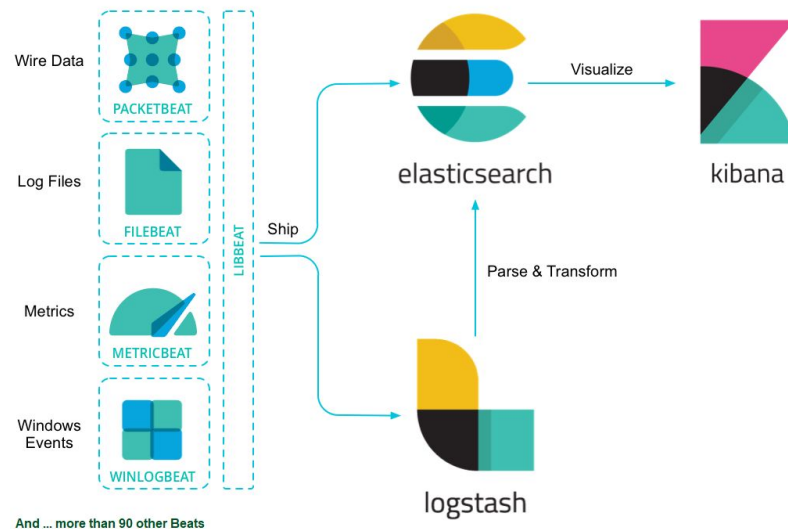 Wire Data
PACKETBEAT
Log Files
FILEBEAT
Metrics
METRICBEAT
Windows
Events
WINLOGBEAT
And ... more than 90 other Beats
LIBBEAT
Ship
elasticsearch
Visualize
kibana
Parse & Transform
logstash